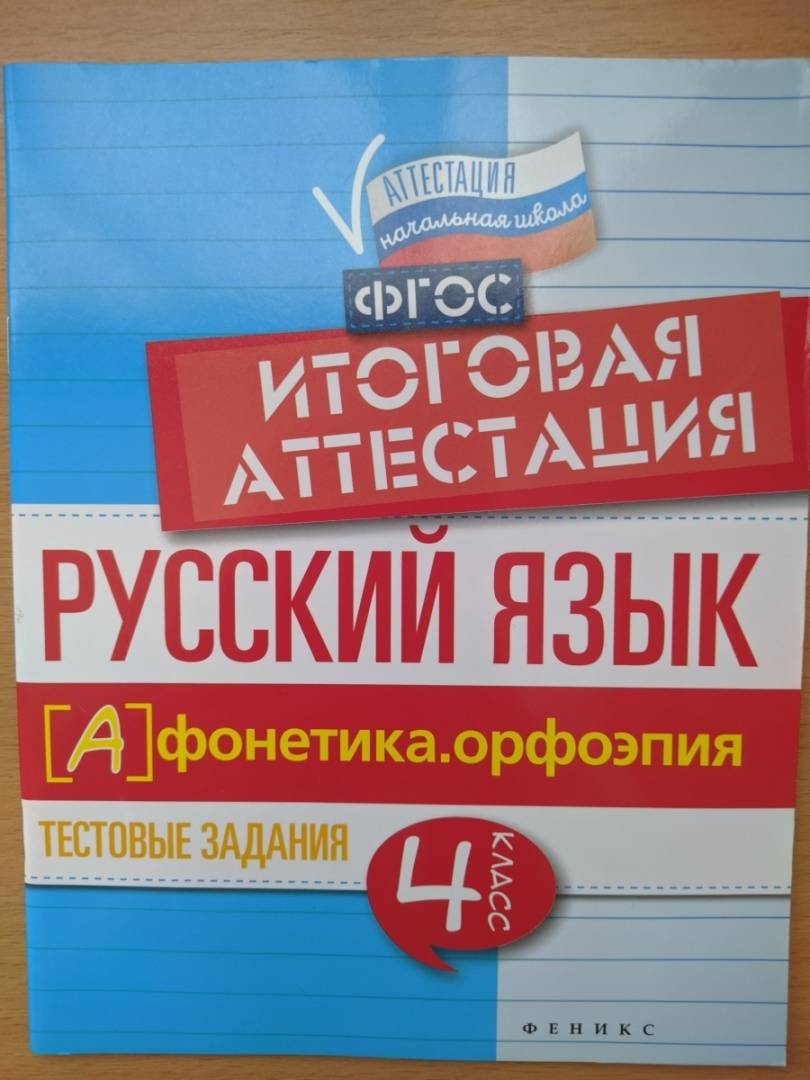 АТТЕСТАЦИЯ
начальная школа
ФГОС
ИТОГОВАЯ
АТТЕСТАЦИЯ
РУССКИЙ ЯЗЫК
[А]фонетика.орфоэпия
ТЕСТОВЫЕ ЗАДАНИЯ
4 КЛАСС
ФЕНИКС